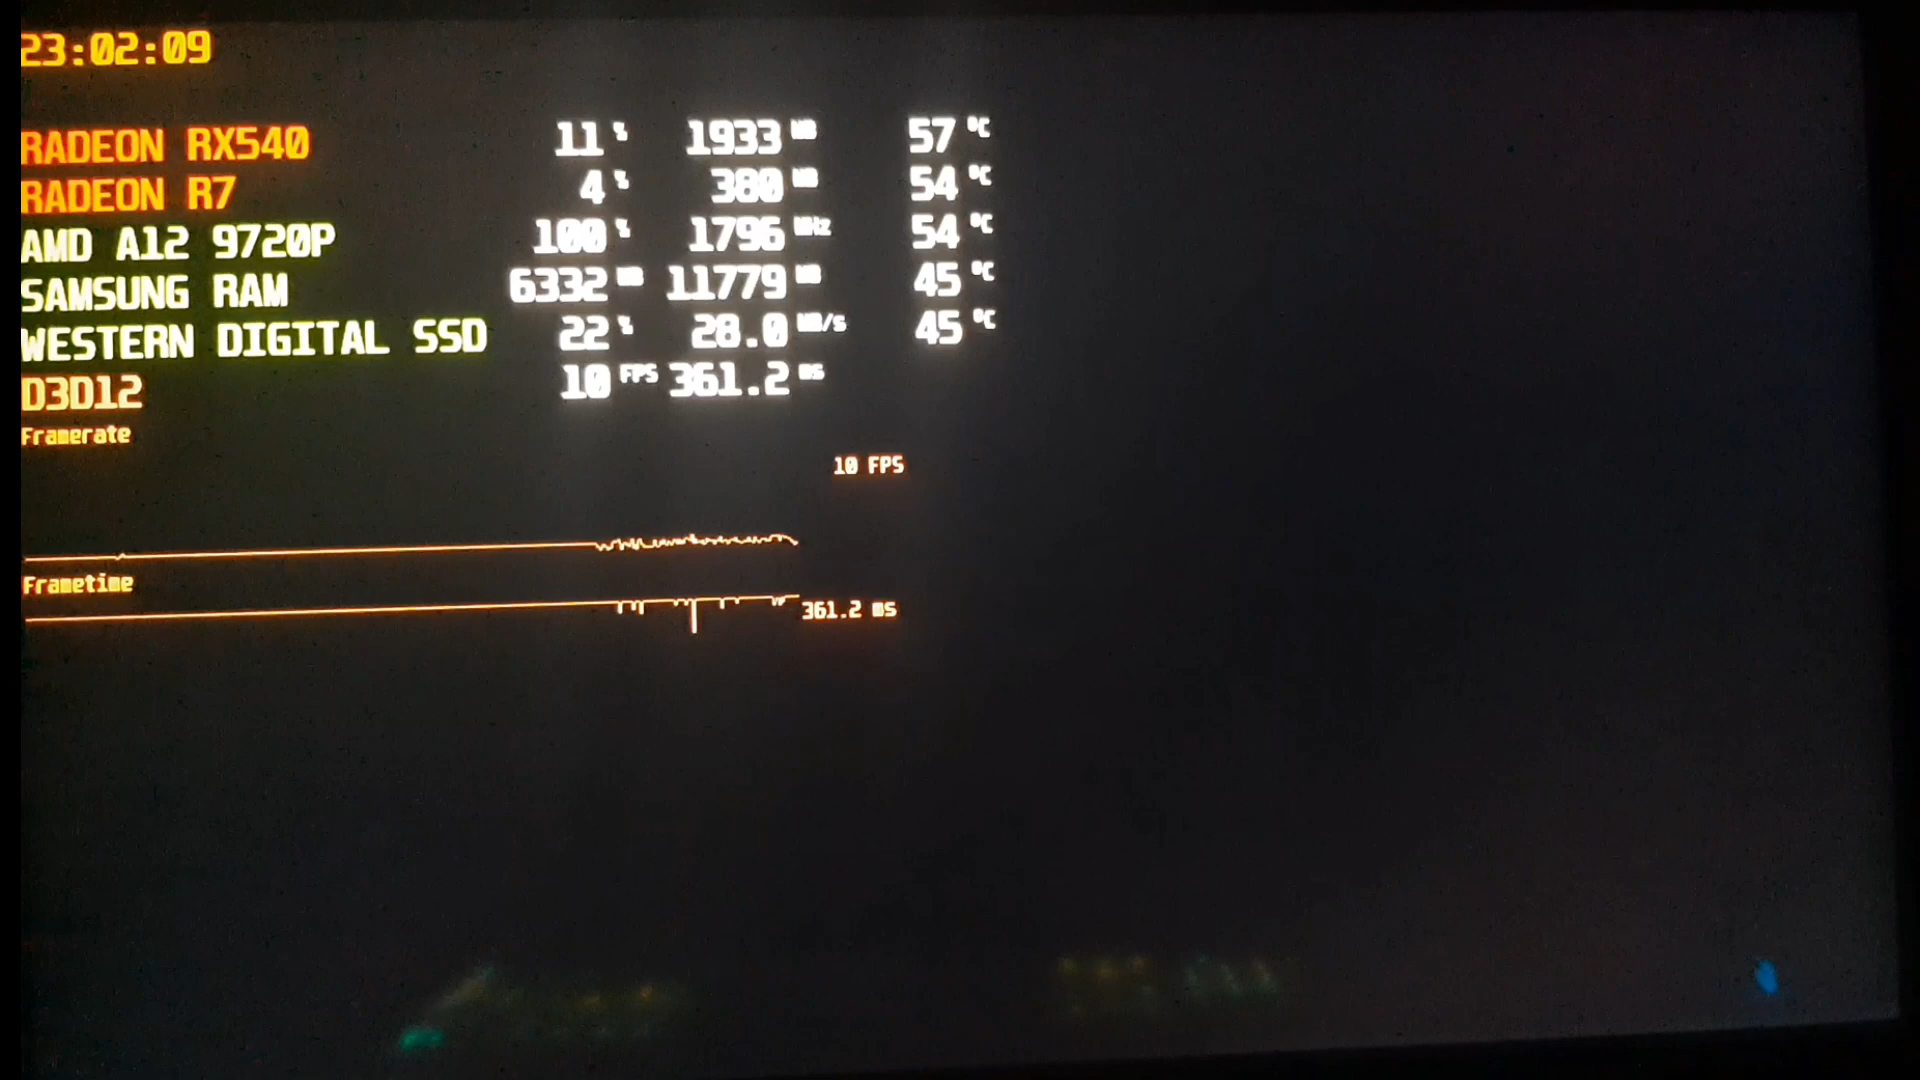 23:02:09
RADEON RX540 11 % 1933 MB 57 °C
RADEON R7 4 % 380 MB 54 °C
AMD A12 9720P 100 % 1796 MHz 54 °C
SAMSUNG RAM 6332 MB 11779 MB 45 °C
WESTERN DIGITAL SSD 22 % 28.0 MB/s 45 °C
D3D12 10 FPS 361.2 ms
Framerate
10 FPS
Frametime
361.2 ms